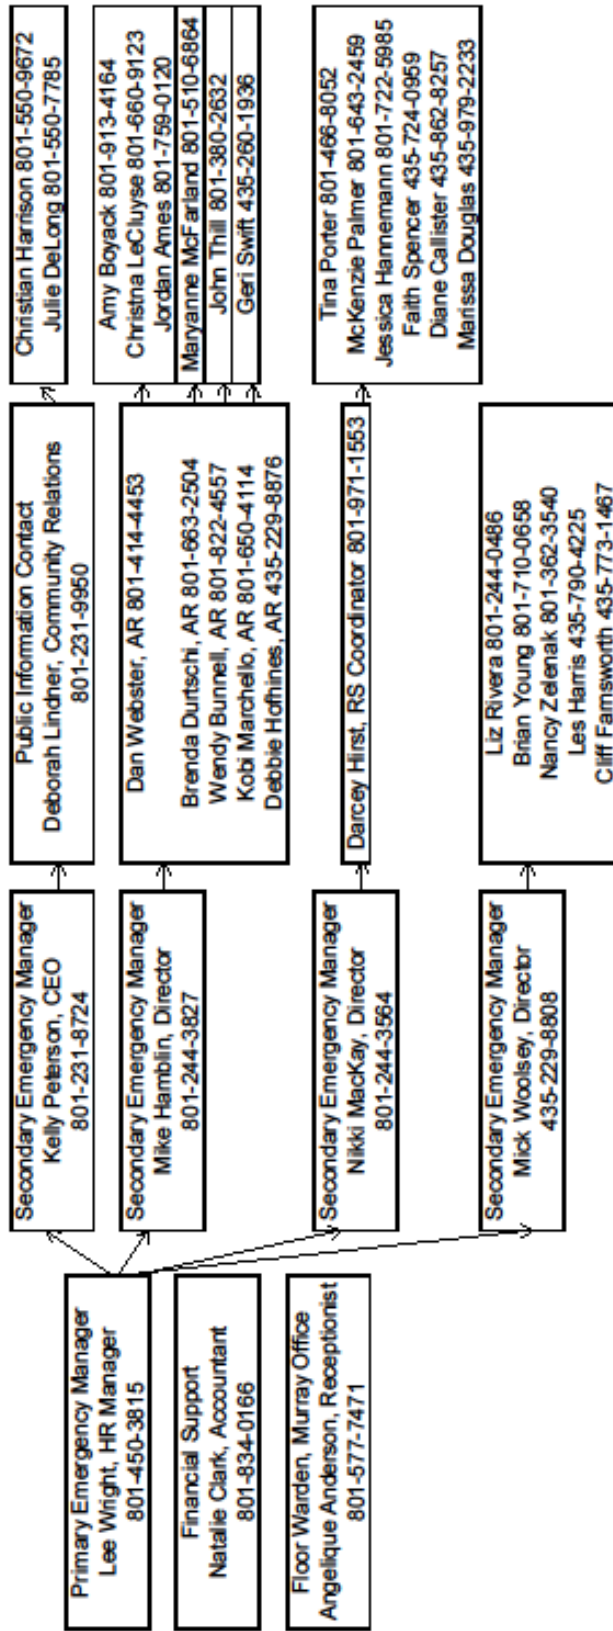 Primary Emergency Manager
Lee Wright, HR Manager
801-450-3815
Financial Support
Natalie Clark, Accountant
801-834-0166
Floor Warden, Murray Office
Angelique Anderson, Receptionist
801-577-7471
Secondary Emergency Manager
Kelly Peterson, CEO
801-231-8724
Secondary Emergency Manager
Mike Hamblin, Director
801-244-3827
Secondary Emergency Manager
Nikki MacKay, Director
801-244-3564
Secondary Emergency Manager
Mick Woolsey, Director
435-229-8808
Public Information Contact
Deborah Lindner, Community Relations
801-231-9950
Dan Webster, AR 801-414-4453
Brenda Durtschi, AR 801-663-2504
Wendy Bunnell, AR 801-822-4557
Kobi Marchello, AR 801-650-4114
Debbie Hofhines, AR 435-229-8876
Darcey Hirst, RS Coordinator 801-971-1553
Liz Rivera 801-244-0486
Brian Young 801-710-0658
Nancy Zelenak 801-362-3540
Les Harris 435-790-4225
Cliff Farnsworth 435-773-1467
Christian Harrison 801-550-9672
Julie DeLong 801-550-7785
Amy Boyack 801-913-4164
Christna LeCluyse 801-660-9123
Jordan Ames 801-759-0120
Maryanne McFarland 801-510-6864
John Thill 801-380-2632
Geri Swift 435-260-1936
Tina Porter 801-466-8052
McKenzie Palmer 801-643-2459
Jessica Hannemann 801-722-5985
Faith Spencer 435-724-0959
Diane Callister 435-862-8257
Marissa Douglas 435-979-2233